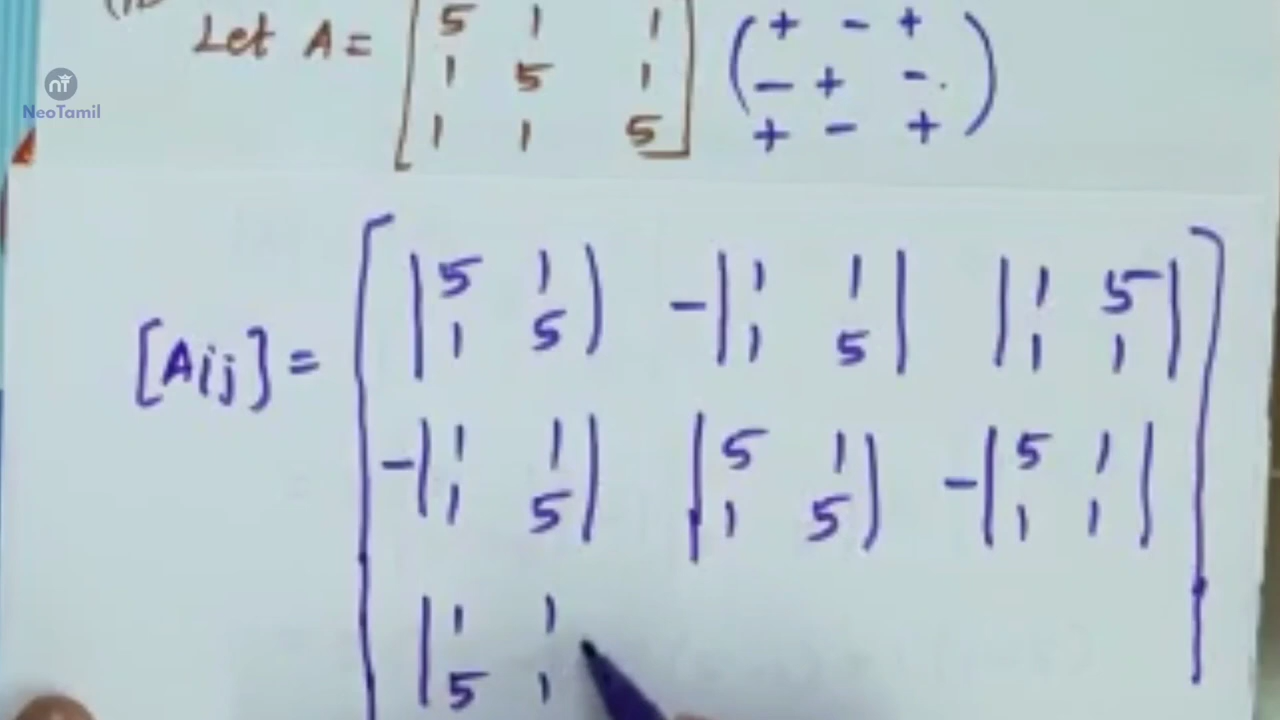 Let A = [ 5 1 1 ( + - +
1 5 1 - + -
1 1 5 ] + - + )
NeoTamil
[Aij] = [ | 5 1 | -| 1 1 | | 1 5 |
| 1 5 | | 1 5 | | 1 1 |
-| 1 1 | | 5 1 | -| 5 1 |
| 1 5 | | 1 5 | | 1 1 | ]
| 1 1
| 5 1